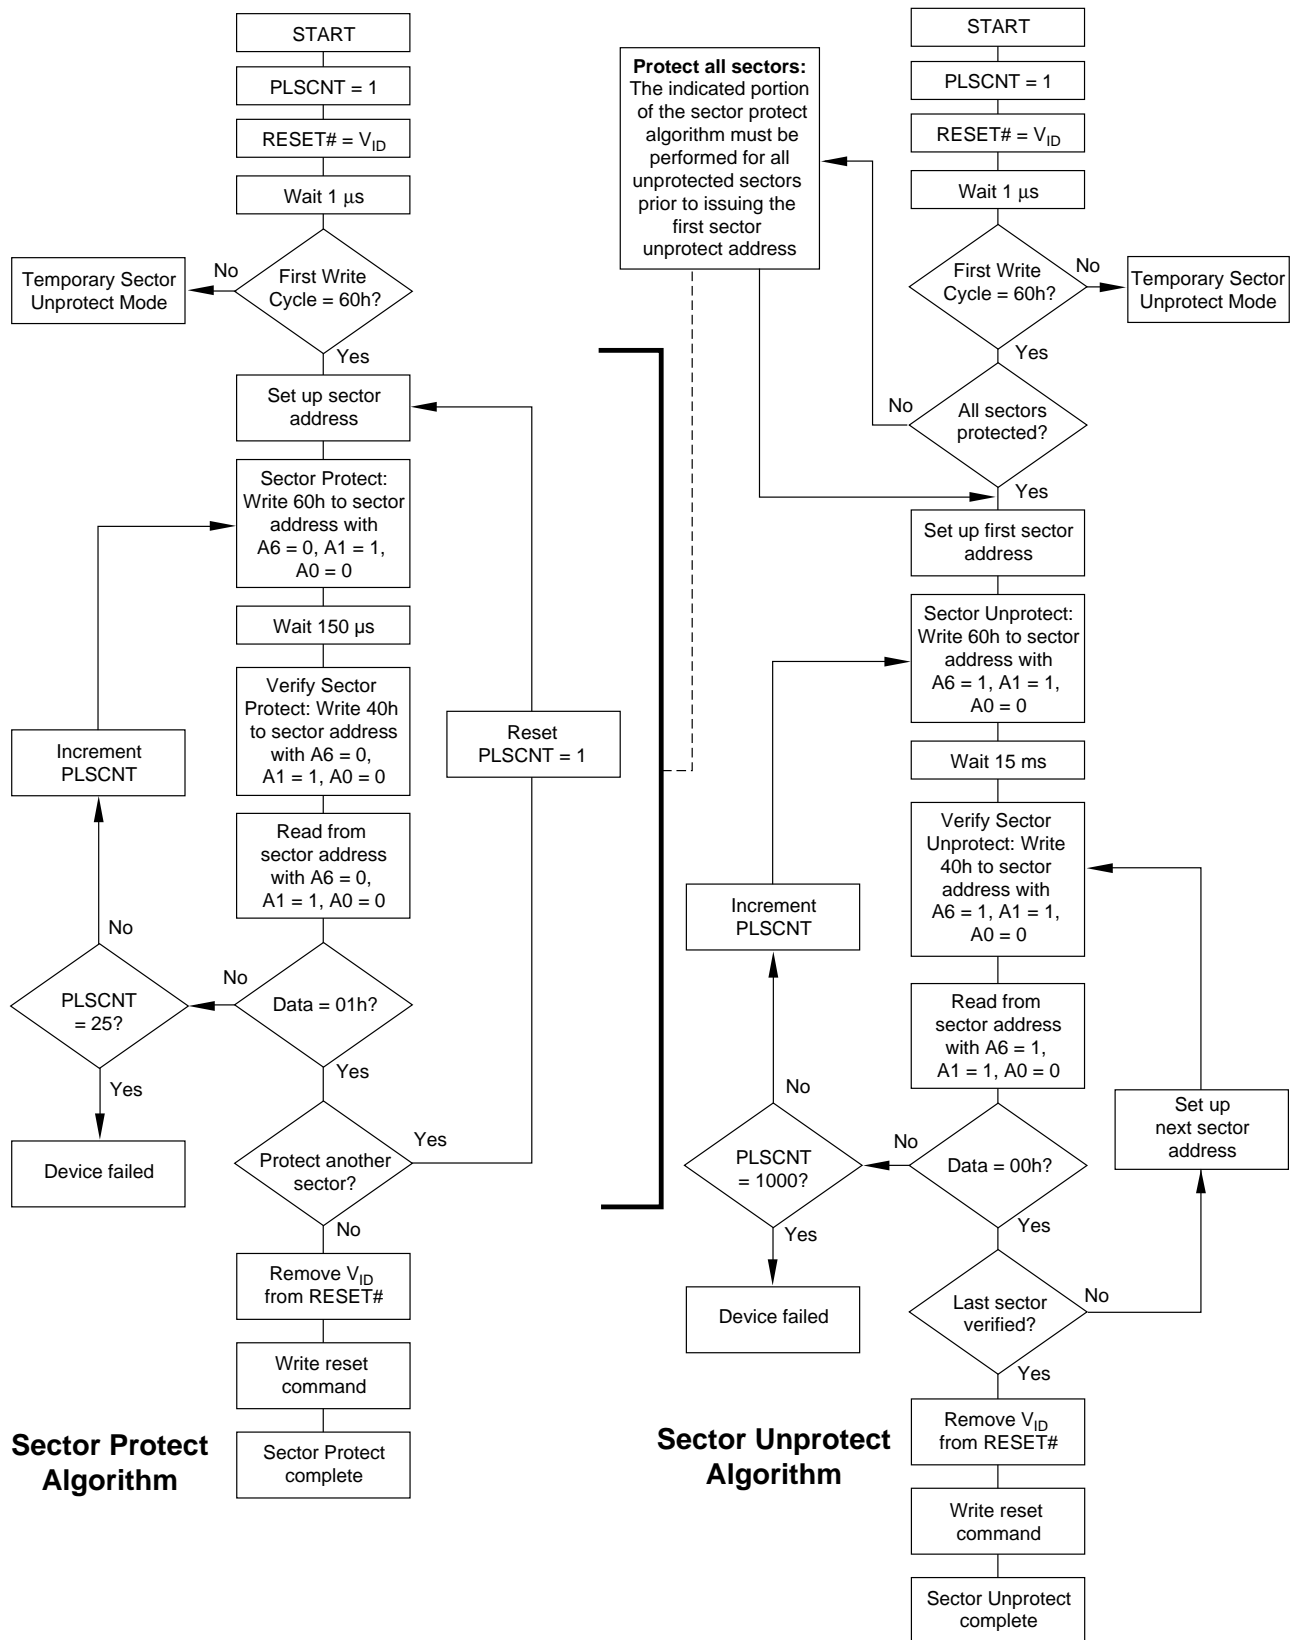 START
PLSCNT = 1
RESET# = VID
Wait 1 μs
First Write
Cycle = 60h?
No
Temporary Sector
Unprotect Mode
Yes
Set up sector
address
Sector Protect:
Write 60h to sector
address with
A6 = 0, A1 = 1,
A0 = 0
Wait 150 µs
Verify Sector
Protect: Write 40h
to sector address
with A6 = 0,
A1 = 1, A0 = 0
Reset
PLSCNT = 1
Increment
PLSCNT
Read from
sector address
with A6 = 0,
A1 = 1, A0 = 0
No
No
PLSCNT
= 25?
Data = 01h?
Yes
Yes
Device failed
Protect another
sector?
Yes
No
Remove VID
from RESET#
Write reset
command
Sector Protect
complete
Sector Protect
Algorithm
Protect all sectors:
The indicated portion
of the sector protect
algorithm must be
performed for all
unprotected sectors
prior to issuing the
first sector
unprotect address
START
PLSCNT = 1
RESET# = VID
Wait 1 μs
First Write
Cycle = 60h?
No
Temporary Sector
Unprotect Mode
Yes
No
All sectors
protected?
Yes
Set up first sector
address
Sector Unprotect:
Write 60h to sector
address with
A6 = 1, A1 = 1,
A0 = 0
Wait 15 ms
Verify Sector
Unprotect: Write
40h to sector
address with
A6 = 1, A1 = 1,
A0 = 0
Increment
PLSCNT
Read from
sector address
with A6 = 1,
A1 = 1, A0 = 0
No
No
PLSCNT
= 1000?
Data = 00h?
Set up
next sector
address
Yes
Yes
Device failed
Last sector
verified?
No
Yes
Remove VID
from RESET#
Write reset
command
Sector Unprotect
complete
Sector Unprotect
Algorithm